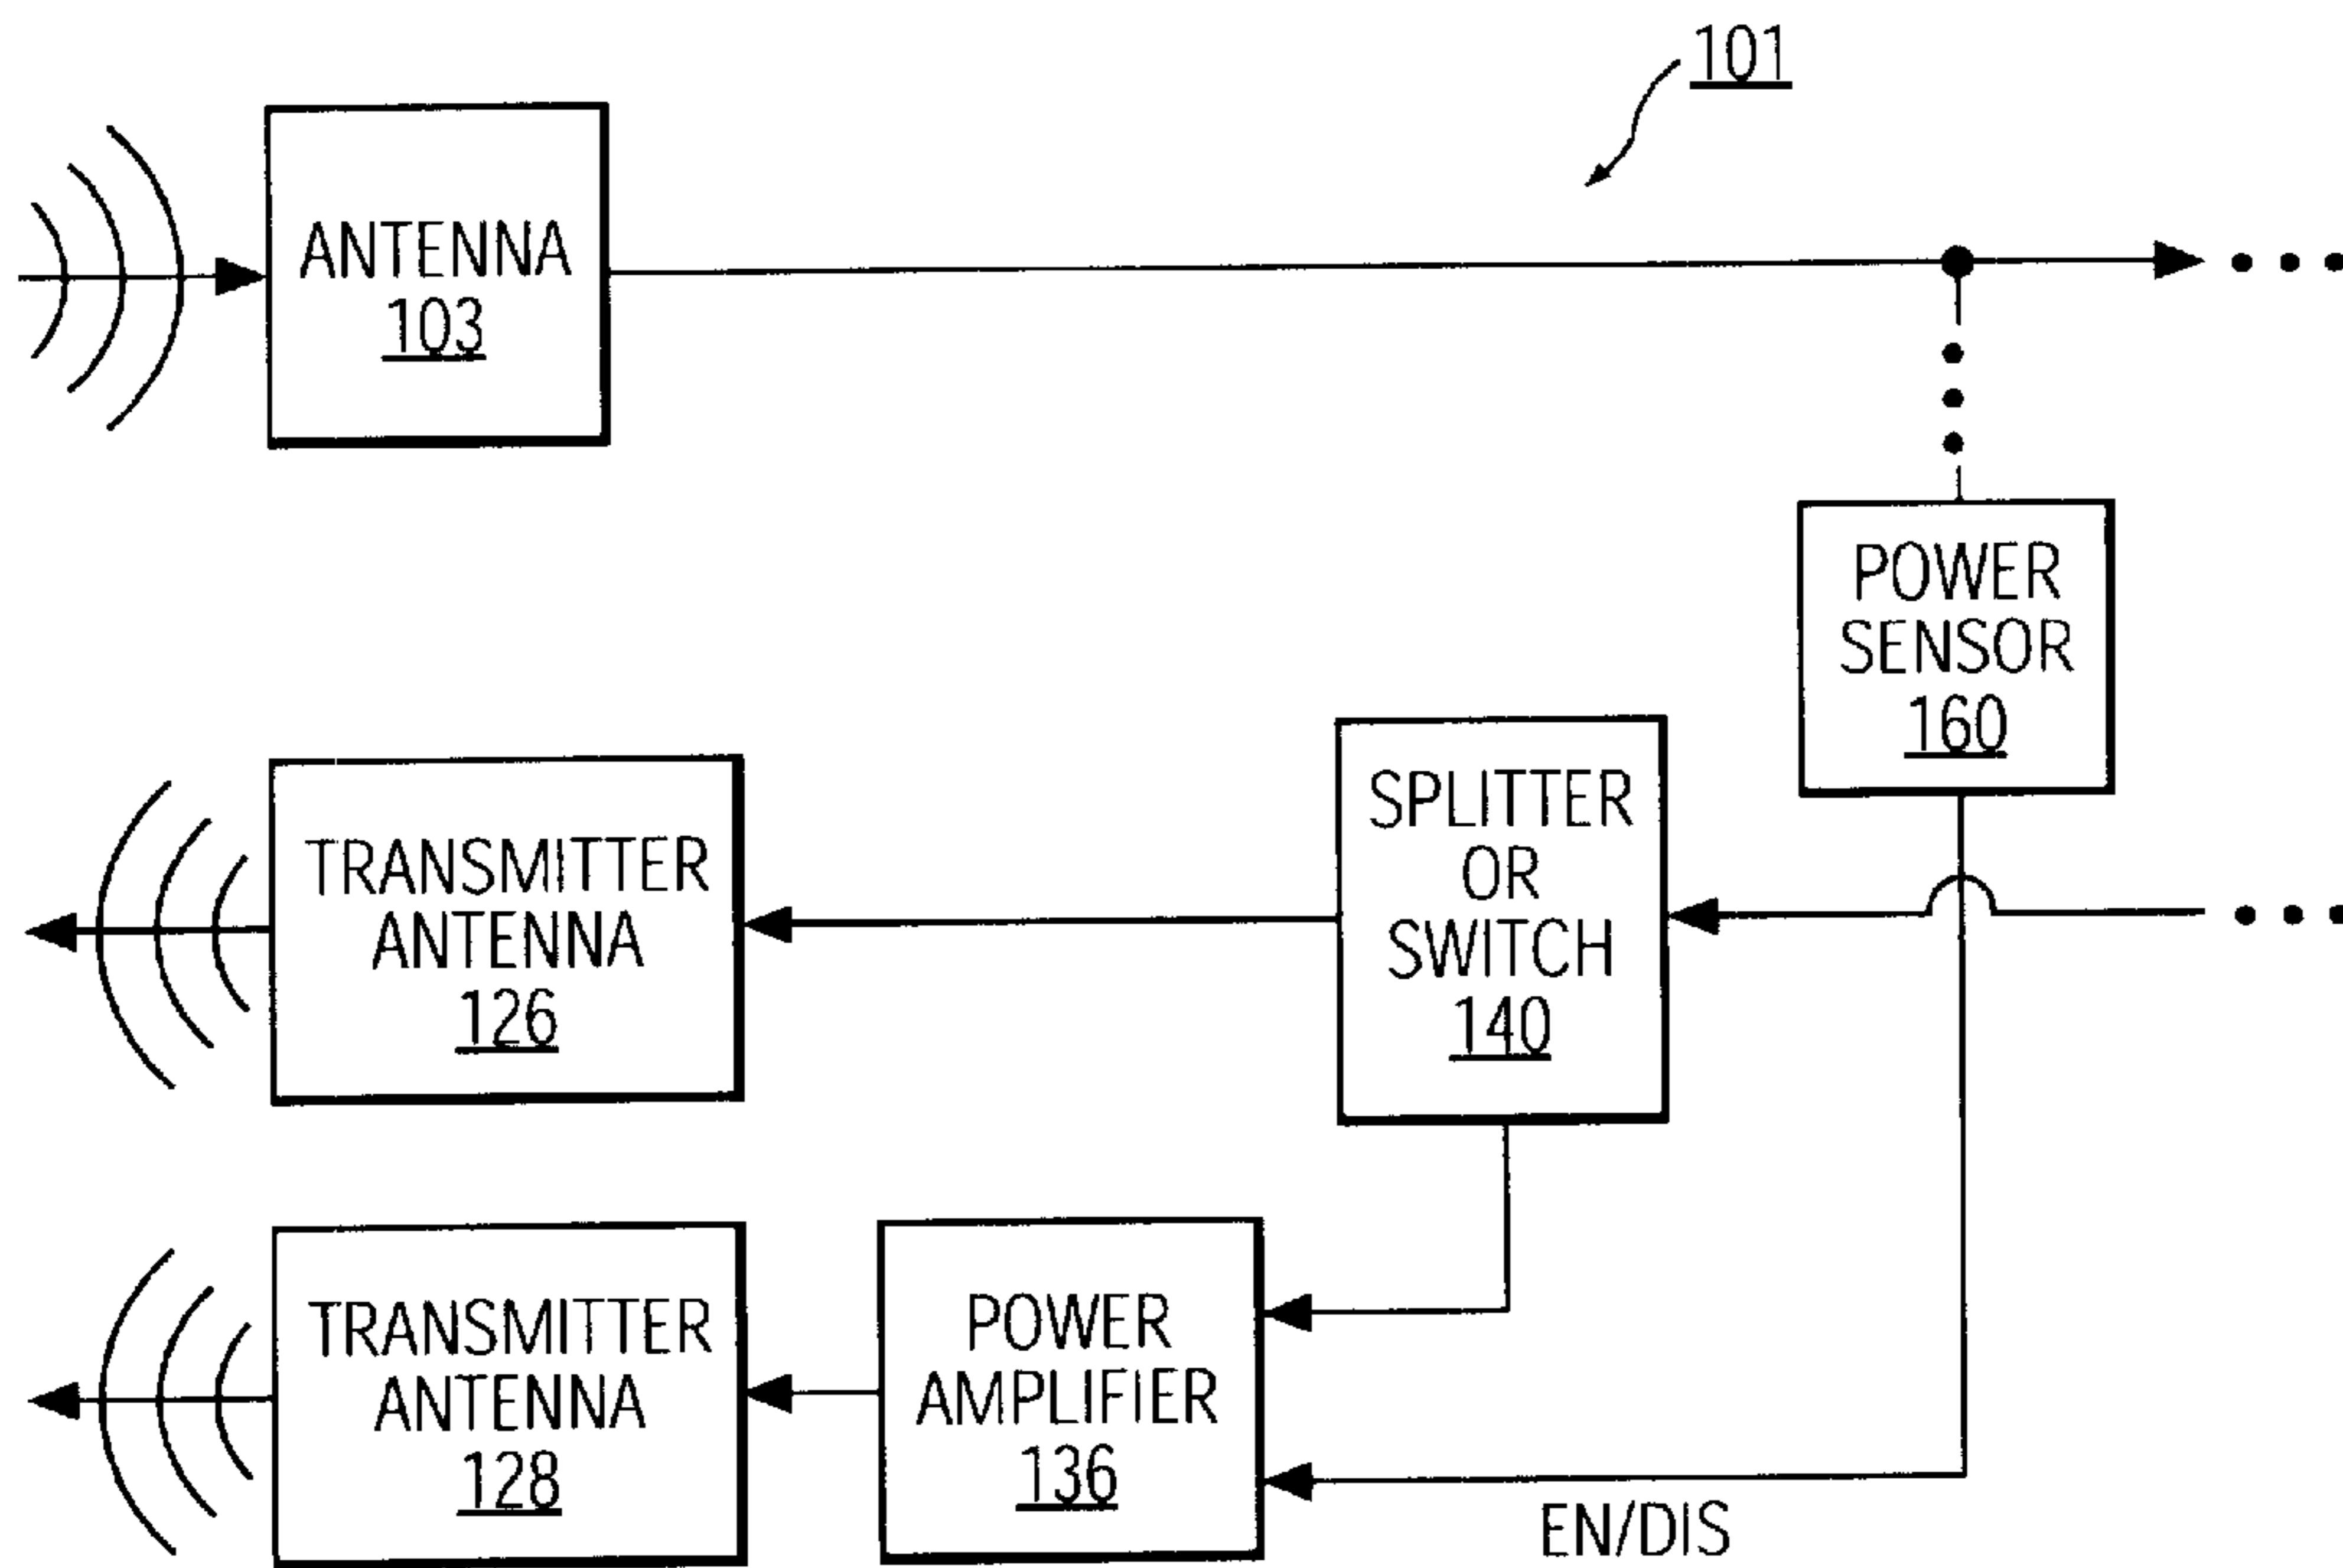 101
ANTENNA
103
POWER
SENSOR
160
SPLITTER
OR
SWITCH
140
TRANSMITTER
ANTENNA
126
TRANSMITTER
ANTENNA
128
POWER
AMPLIFIER
136
EN/DIS